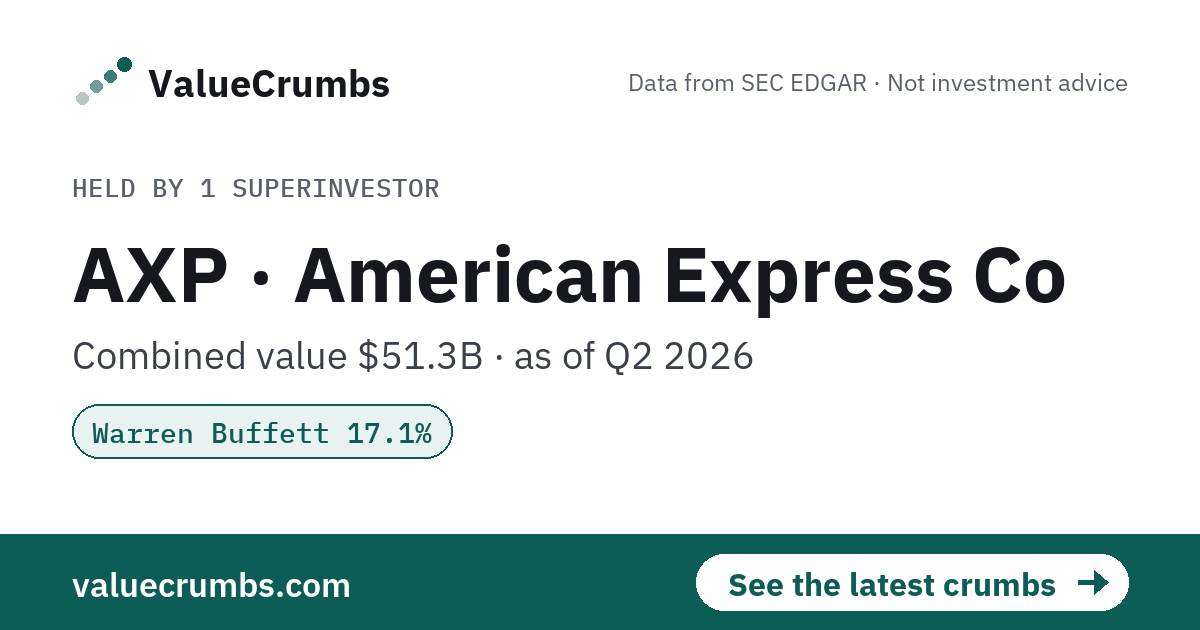 ValueCrumbs
Data from SEC EDGAR · Not investment advice
HELD BY 1 SUPERINVESTOR
AXP · American Express Co
Combined value $51.3B · as of Q2 2026
Warren Buffett 17.1%
valuecrumbs.com
See the latest crumbs →